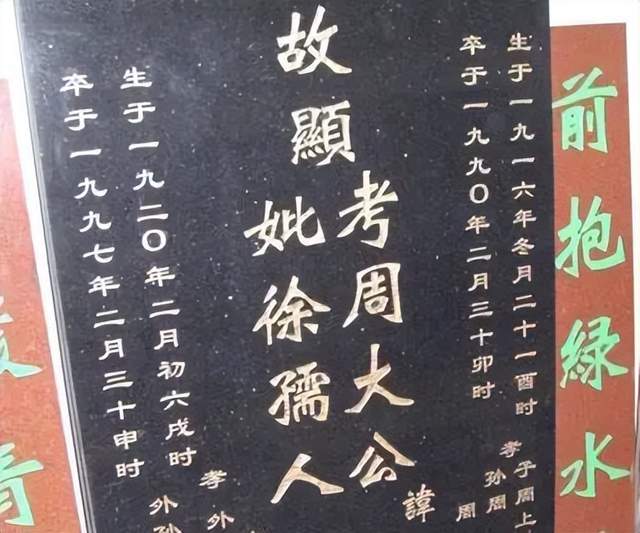 前抱緑水
生于一九一六年冬月二十一酉时
卒于一九九〇年二月三十卯时
孝子周上
孙周
周
故顯
考周大公
諱
妣徐孺人
生于一九二〇年二月初六戌时
卒于一九九七年二月三十申时
孝外
外孙